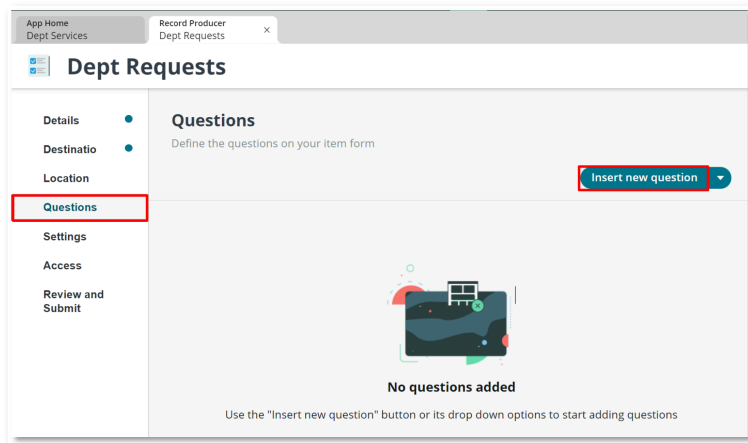 App Home
Dept Services
Record Producer
Dept Requests
×
Dept Requests
Details
Destinatio
Location
Questions
Settings
Access
Review and
Submit
Questions
Define the questions on your item form
Insert new question
No questions added
Use the "Insert new question" button or its drop down options to start adding questions